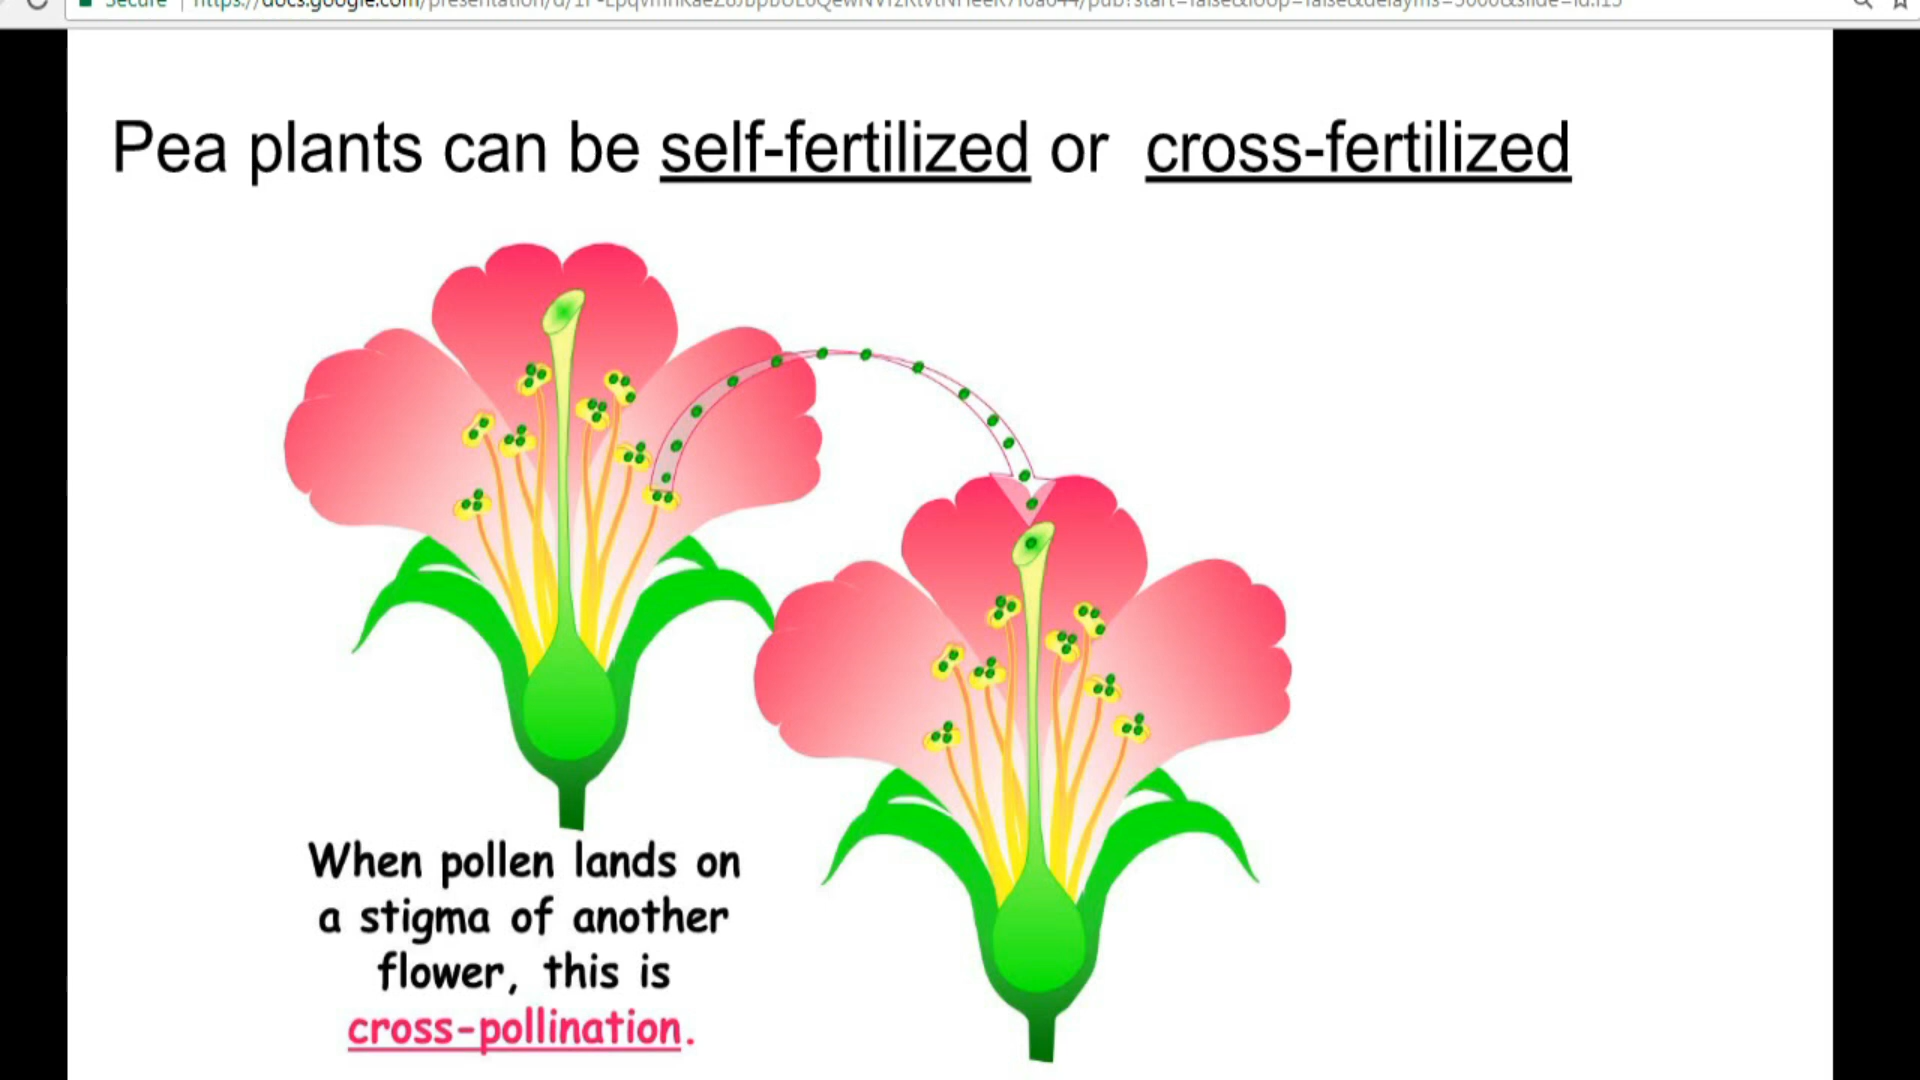 Secure
Pea plants can be self-fertilized or cross-fertilized
When pollen lands on
a stigma of another
flower, this is
cross-pollination.